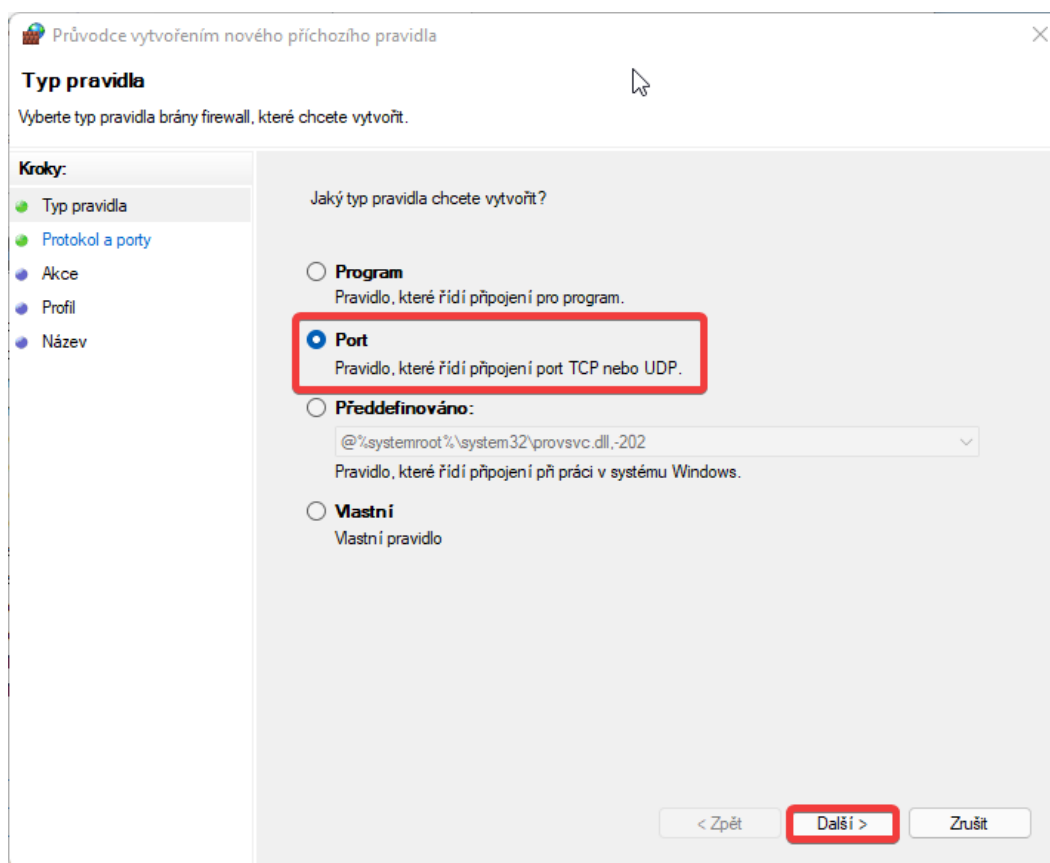 Průvodce vytvořením nového příchozího pravidla
Typ pravidla
Vyberte typ pravidla brány firewall, které chcete vytvořit.
Kroky:
Typ pravidla
Protokol a porty
Akce
Profil
Název
Jaký typ pravidla chcete vytvořit?
Program
Pravidlo, které řídí připojení pro program.
Port
Pravidlo, které řídí připojení port TCP nebo UDP.
Předdefinováno:
@%systemroot%\system32\provsvc.dll,-202
Pravidlo, které řídí připojení při práci v systému Windows.
Vlastní
Vlastní pravidlo
< Zpět
Další >
Zrušit